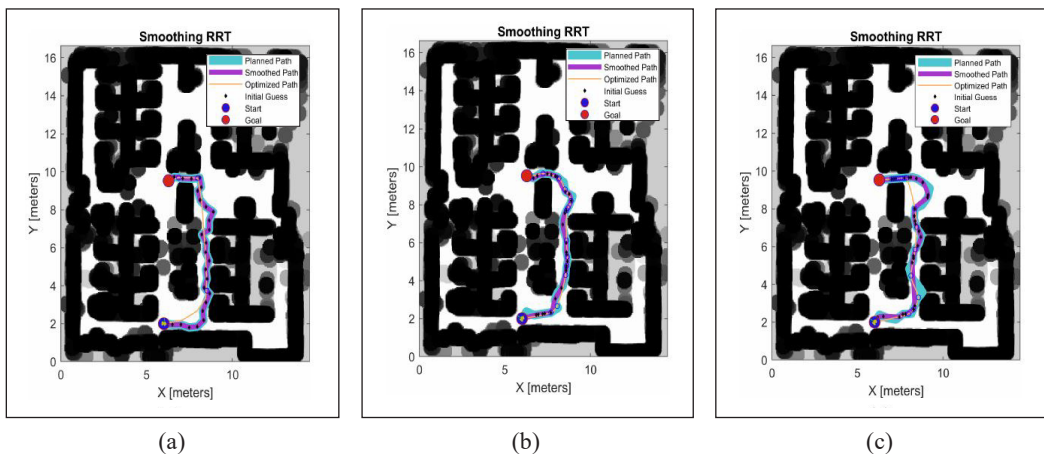 Smoothing RRT
Planned Path
Smoothed Path
Optimized Path
Initial Guess
Start
Goal
16
14
12
10
8
6
4
2
0
Y [meters]
0 5 10
X [meters]
(a)
Smoothing RRT
Planned Path
Smoothed Path
Optimized Path
Initial Guess
Start
Goal
16
14
12
10
8
6
4
2
0
Y [meters]
0 5 10
X [meters]
(b)
Smoothing RRT
Planned Path
Smoothed Path
Optimized Path
Initial Guess
Start
Goal
16
14
12
10
8
6
4
2
0
Y [meters]
0 5 10
X [meters]
(c)